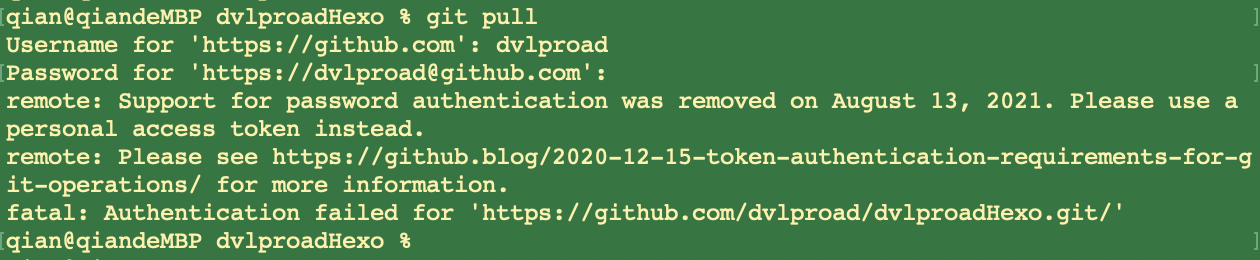 [qian@qiandeMBP dvlproadHexo % git pull ]
Username for 'https://github.com': dvlproad
[Password for 'https://dvlproad@github.com': ]
remote: Support for password authentication was removed on August 13, 2021. Please use a
personal access token instead.
remote: Please see https://github.blog/2020-12-15-token-authentication-requirements-for-g
it-operations/ for more information.
fatal: Authentication failed for 'https://github.com/dvlproad/dvlproadHexo.git/'
[qian@qiandeMBP dvlproadHexo % ]